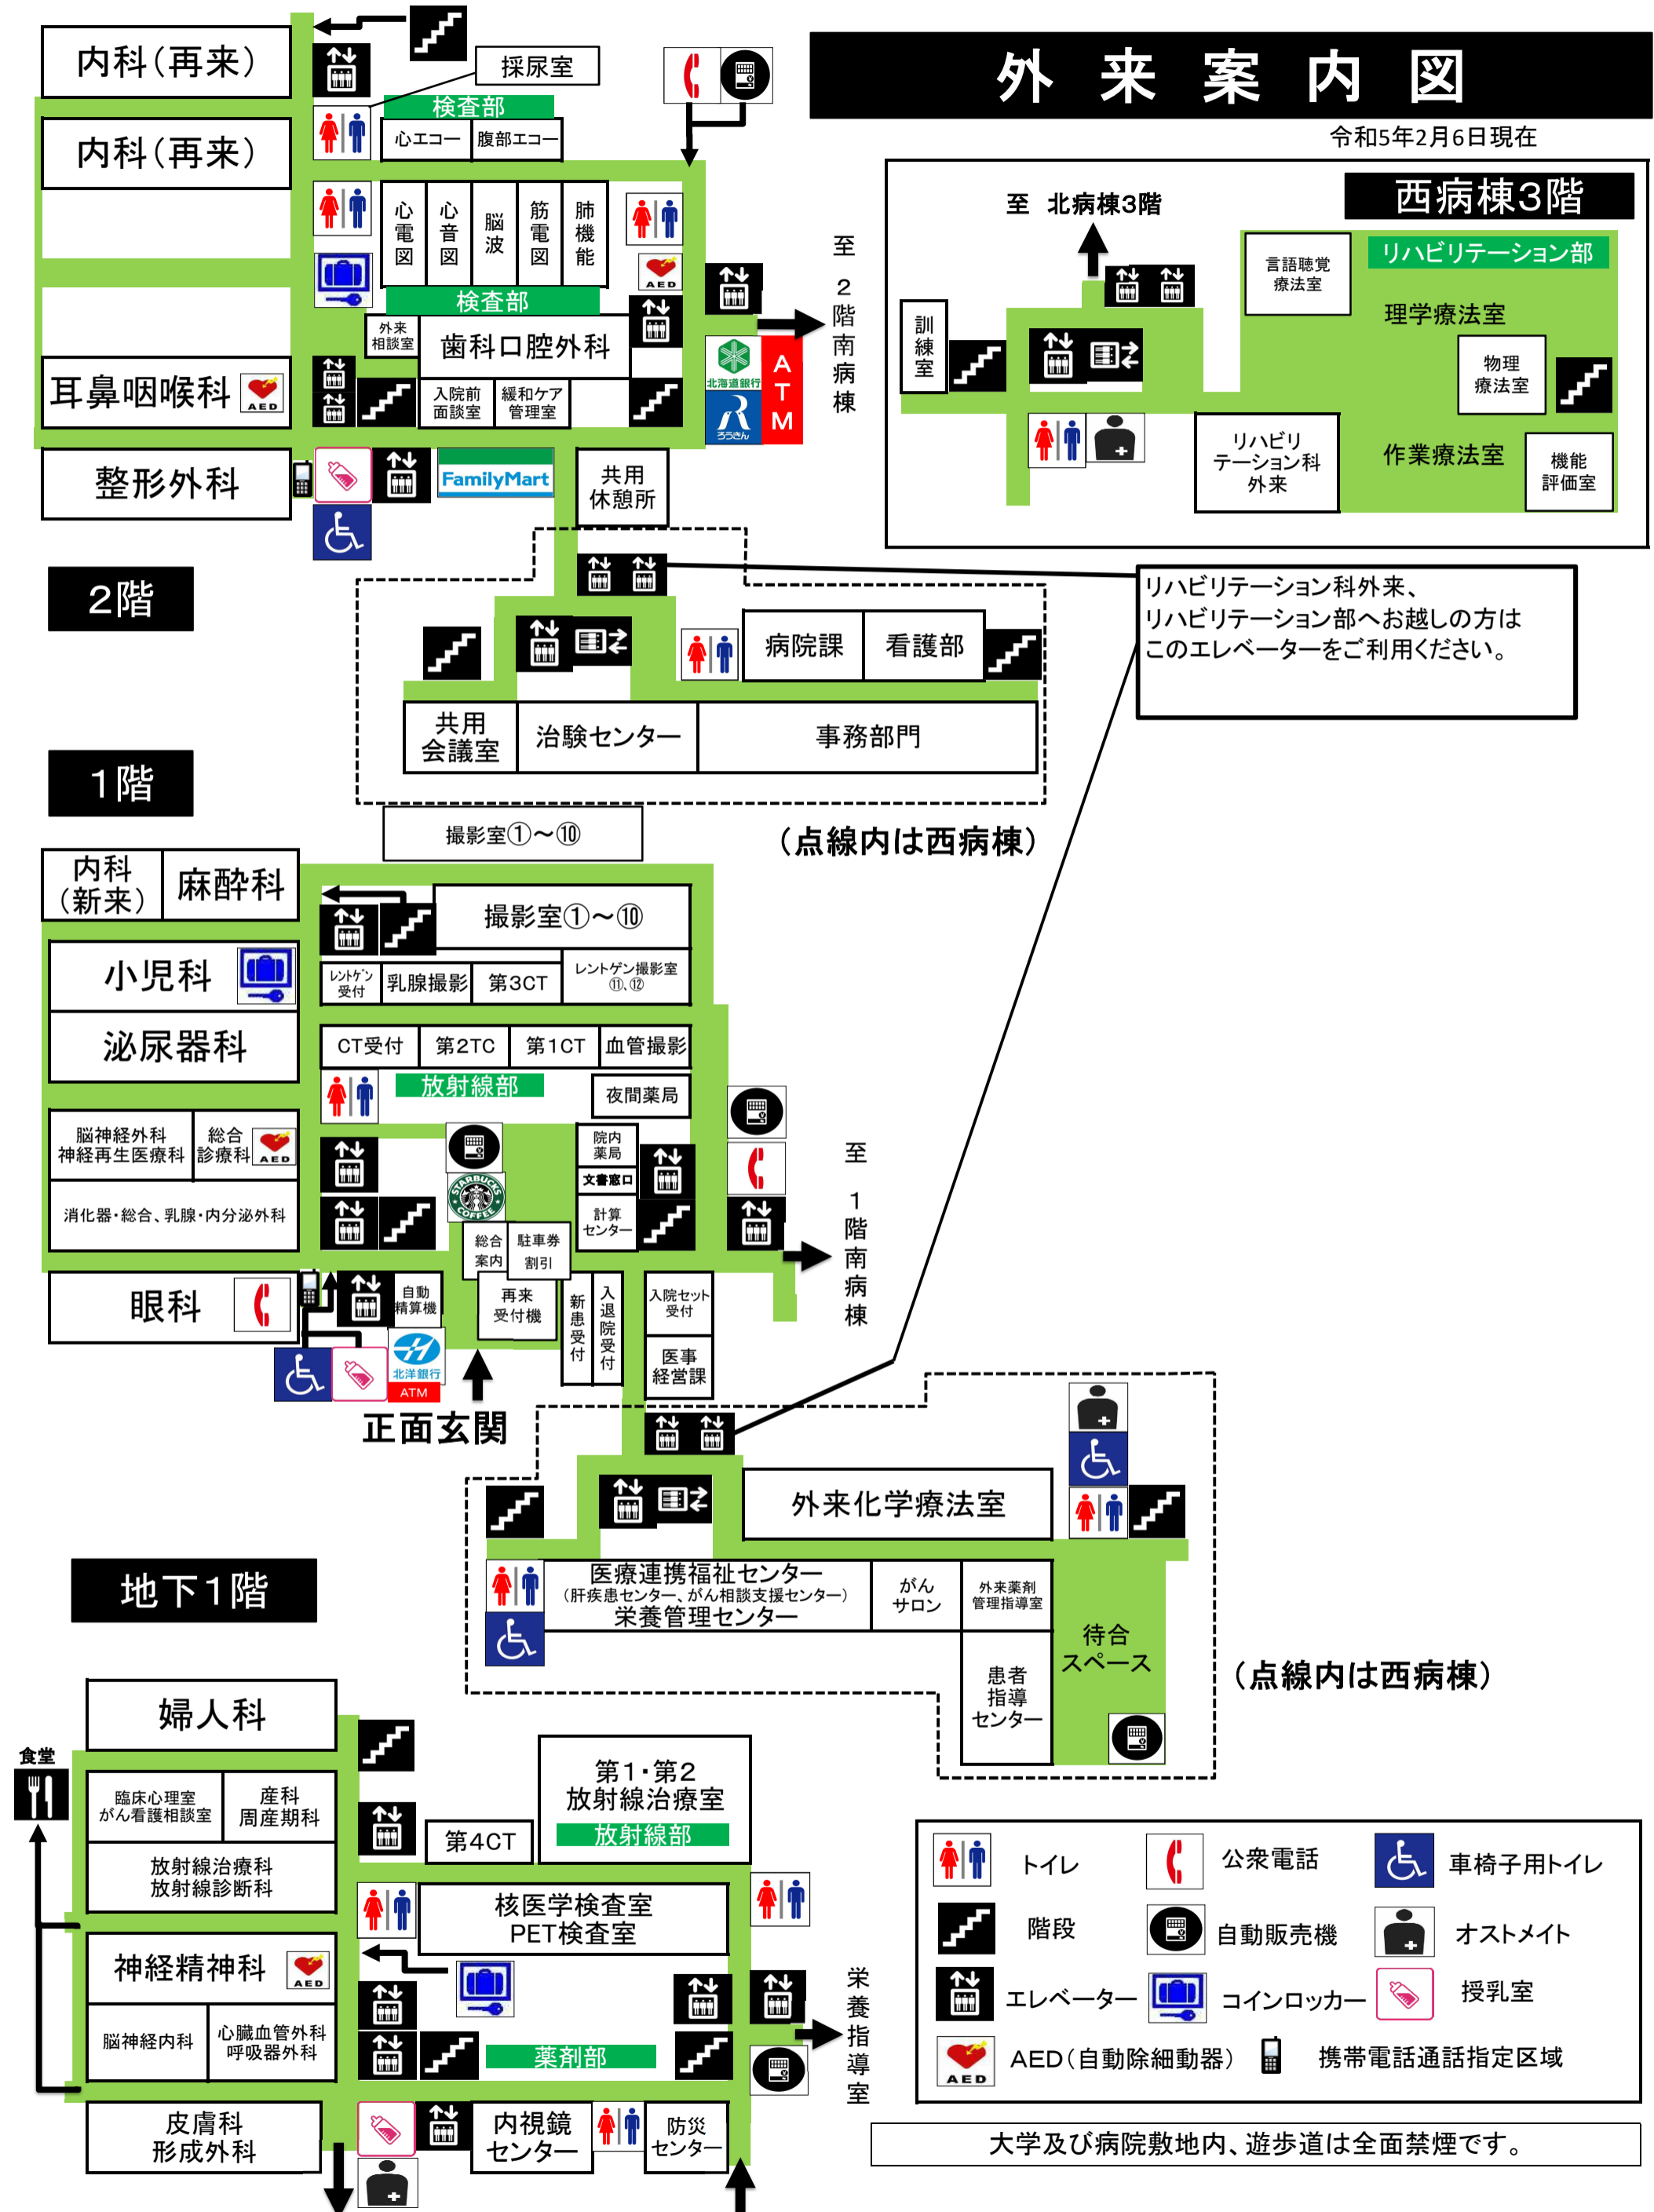 外来案内図
令和5年2月6日現在
内科(再来)
採尿室
検査部
心エコー
腹部エコー
内科(再来)
心電図
心音図
脳波
筋電図
肺機能
AED
検査部
外来
相談室
歯科口腔外科
耳鼻咽喉科
AED
入院前
面談室
緩和ケア
管理室
北海道銀行
ろうきん
ATM
至 2階南病棟
整形外科
FamilyMart
共用
休憩所
西病棟3階
至 北病棟3階
リハビリテーション部
言語聴覚
療法室
理学療法室
訓練室
物理
療法室
リハビリ
テーション科
外来
作業療法室
機能
評価室
2階
リハビリテーション科外来、
リハビリテーション部へお越しの方は
このエレベーターをご利用ください。
病院課
看護部
共用
会議室
治験センター
事務部門
(点線内は西病棟)
1階
撮影室①~⑩
内科
(新来)
麻酔科
撮影室①~⑩
小児科
レントゲン
受付
乳腺撮影
第3CT
レントゲン撮影室
⑪、⑫
泌尿器科
CT受付
第2TC
第1CT
血管撮影
放射線部
夜間薬局
脳神経外科
神経再生医療科
総合
診療科
AED
院内
薬局
文書窓口
STARBUCKS
COFFEE
計算
センター
消化器・総合、乳腺・内分泌外科
総合
案内
駐車券
割引
至 1階南病棟
眼科
自動
精算機
再来
受付機
新患受付
入退院受付
入院セット
受付
医事
経営課
北洋銀行
ATM
正面玄関
外来化学療法室
医療連携福祉センター
(肝疾患センター、がん相談支援センター)
栄養管理センター
がん
サロン
外来薬剤
管理指導室
待合
スペース
患者
指導
センター
(点線内は西病棟)
地下1階
婦人科
食堂
臨床心理室
がん看護相談室
産科
周産期科
放射線治療科
放射線診断科
第4CT
第1・第2
放射線治療室
放射線部
核医学検査室
PET検査室
神経精神科
AED
脳神経内科
心臓血管外科
呼吸器外科
薬剤部
栄養指導室
皮膚科
形成外科
内視鏡
センター
防災
センター
トイレ
公衆電話
車椅子用トイレ
階段
自動販売機
オストメイト
エレベーター
コインロッカー
授乳室
AED
AED(自動除細動器)
携帯電話通話指定区域
大学及び病院敷地内、遊歩道は全面禁煙です。